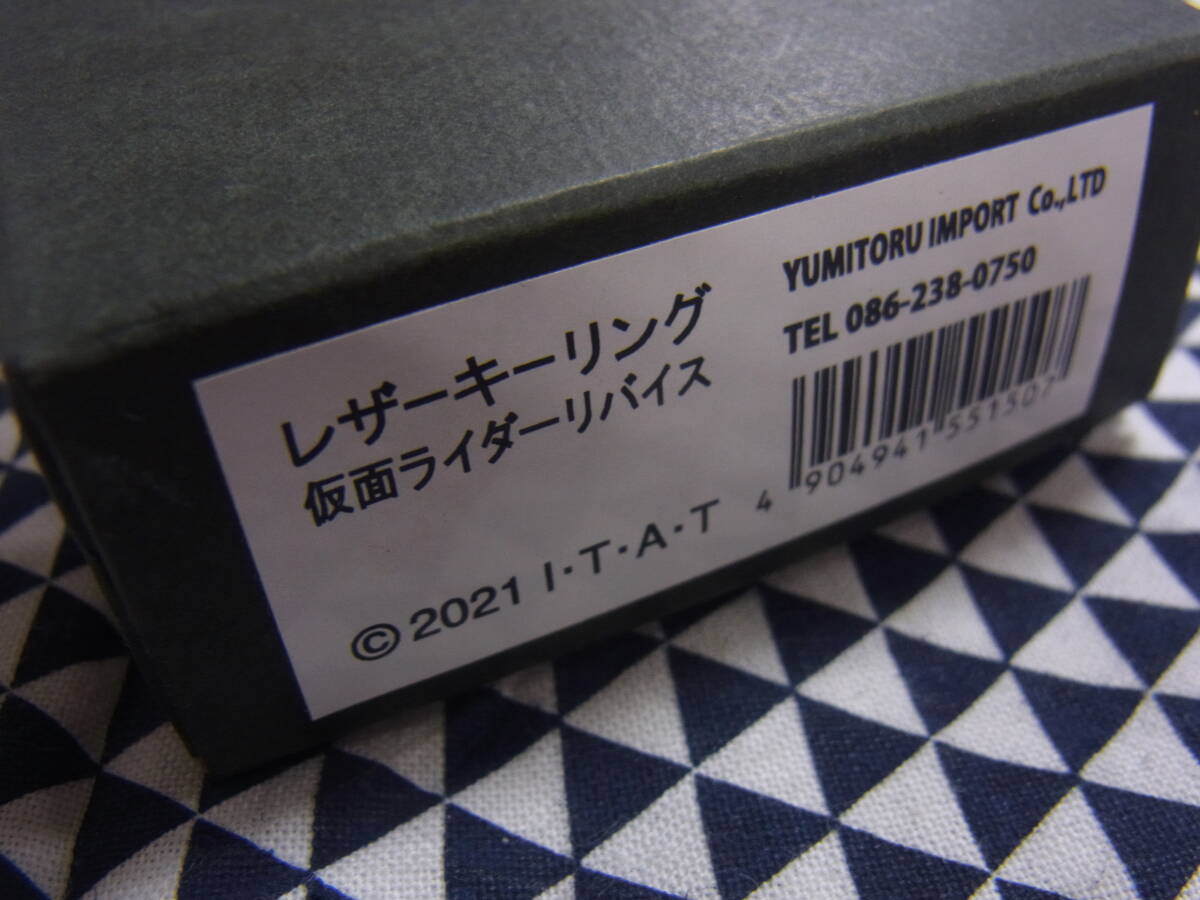 レザーキーリング
仮面ライダーリバイス
©2021 I・T・A・T
YUMITORU IMPORT Co.,LTD
TEL 086-238-0750
4 904941 551507